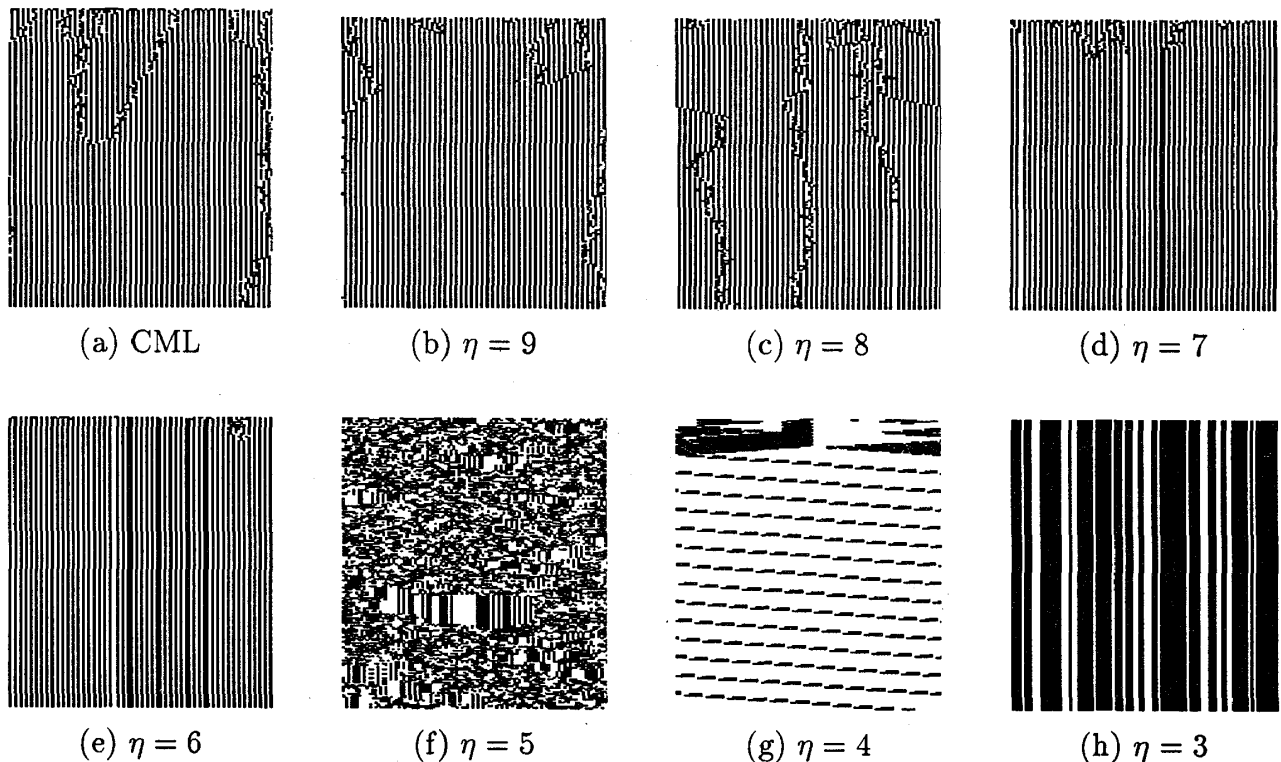 (a) CML (b) η = 9 (c) η = 8 (d) η = 7
(e) η = 6 (f) η = 5 (g) η = 4 (h) η = 3